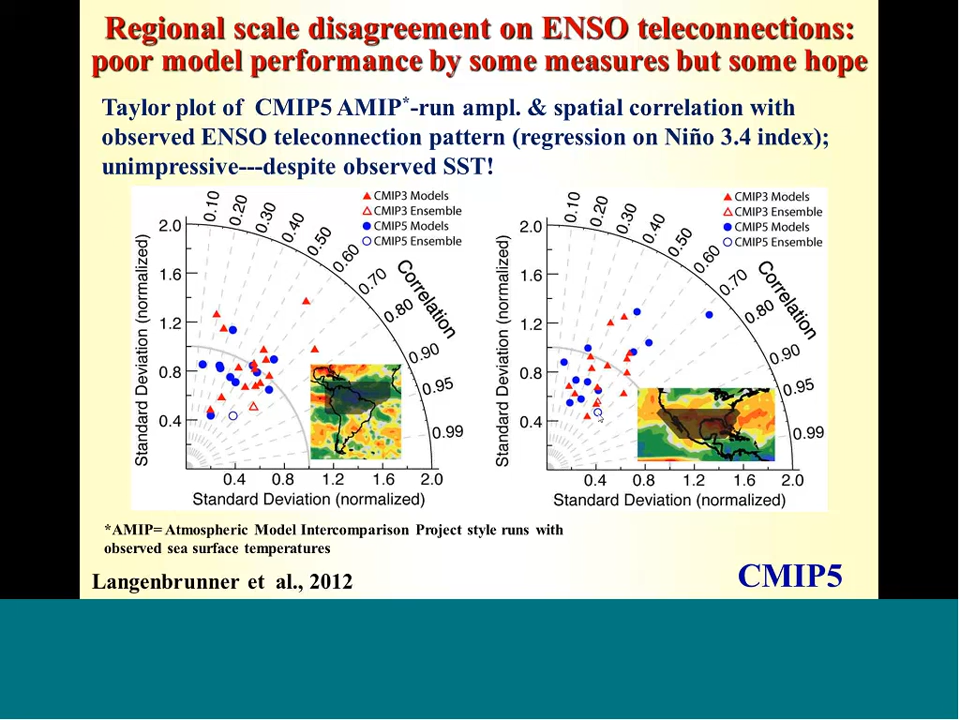 Regional scale disagreement on ENSO teleconnections:
poor model performance by some measures but some hope
Taylor plot of CMIP5 AMIP*-run ampl. & spatial correlation with
observed ENSO teleconnection pattern (regression on Niño 3.4 index);
unimpressive---despite observed SST!
CMIP3 Models
CMIP3 Ensemble
CMIP5 Models
CMIP5 Ensemble
0.10
0.20
0.30
0.40
0.50
0.60
0.70
0.80
0.90
0.95
0.99
Correlation
Standard Deviation (normalized)
2.0
1.6
1.2
0.8
0.4
0.4 0.8 1.2 1.6 2.0
Standard Deviation (normalized)
CMIP3 Models
CMIP3 Ensemble
CMIP5 Models
CMIP5 Ensemble
0.10
0.20
0.30
0.40
0.50
0.60
0.70
0.80
0.90
0.95
0.99
Correlation
Standard Deviation (normalized)
2.0
1.6
1.2
0.8
0.4
0.4 0.8 1.2 1.6 2.0
Standard Deviation (normalized)
*AMIP= Atmospheric Model Intercomparison Project style runs with
observed sea surface temperatures
Langenbrunner et al., 2012
CMIP5